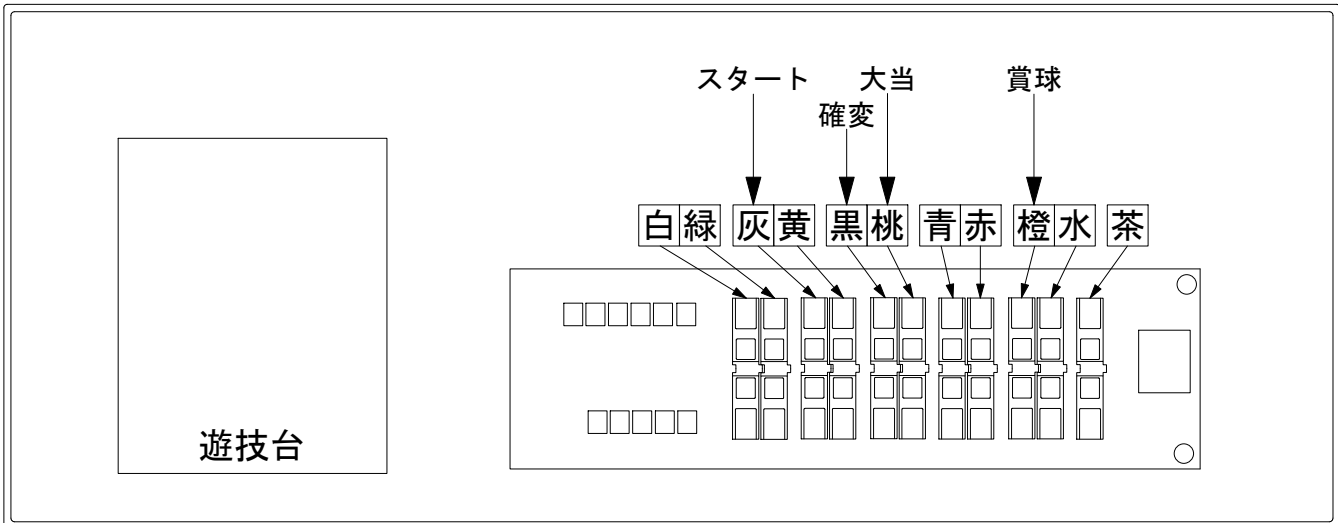 スタート
大当
賞球
確変
白緑 灰黄 黒桃 青赤 橙水 茶
遊技台